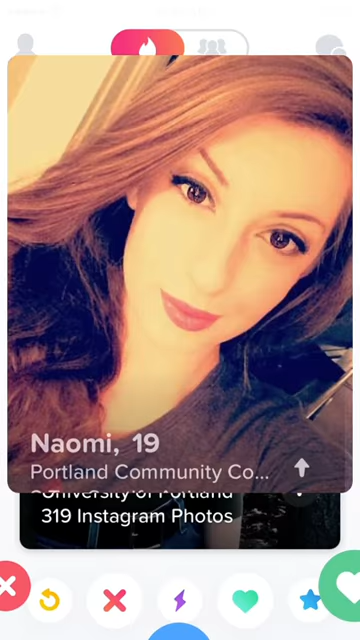 Naomi, 19
Portland Community Co...
University of Portland
319 Instagram Photos